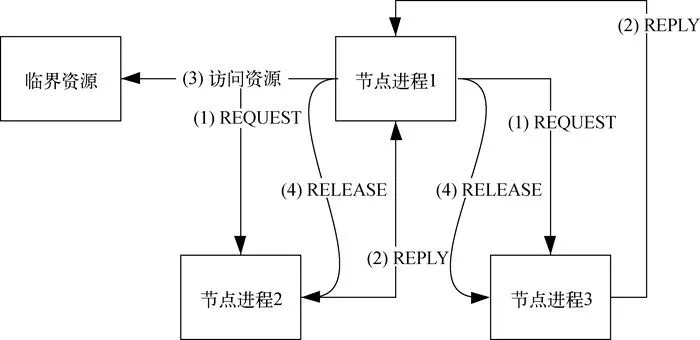 (2) REPLY
临界资源
(3) 访问资源
节点进程1
(1) REQUEST
(1) REQUEST
(4) RELEASE
(4) RELEASE
(2) REPLY
节点进程2
节点进程3